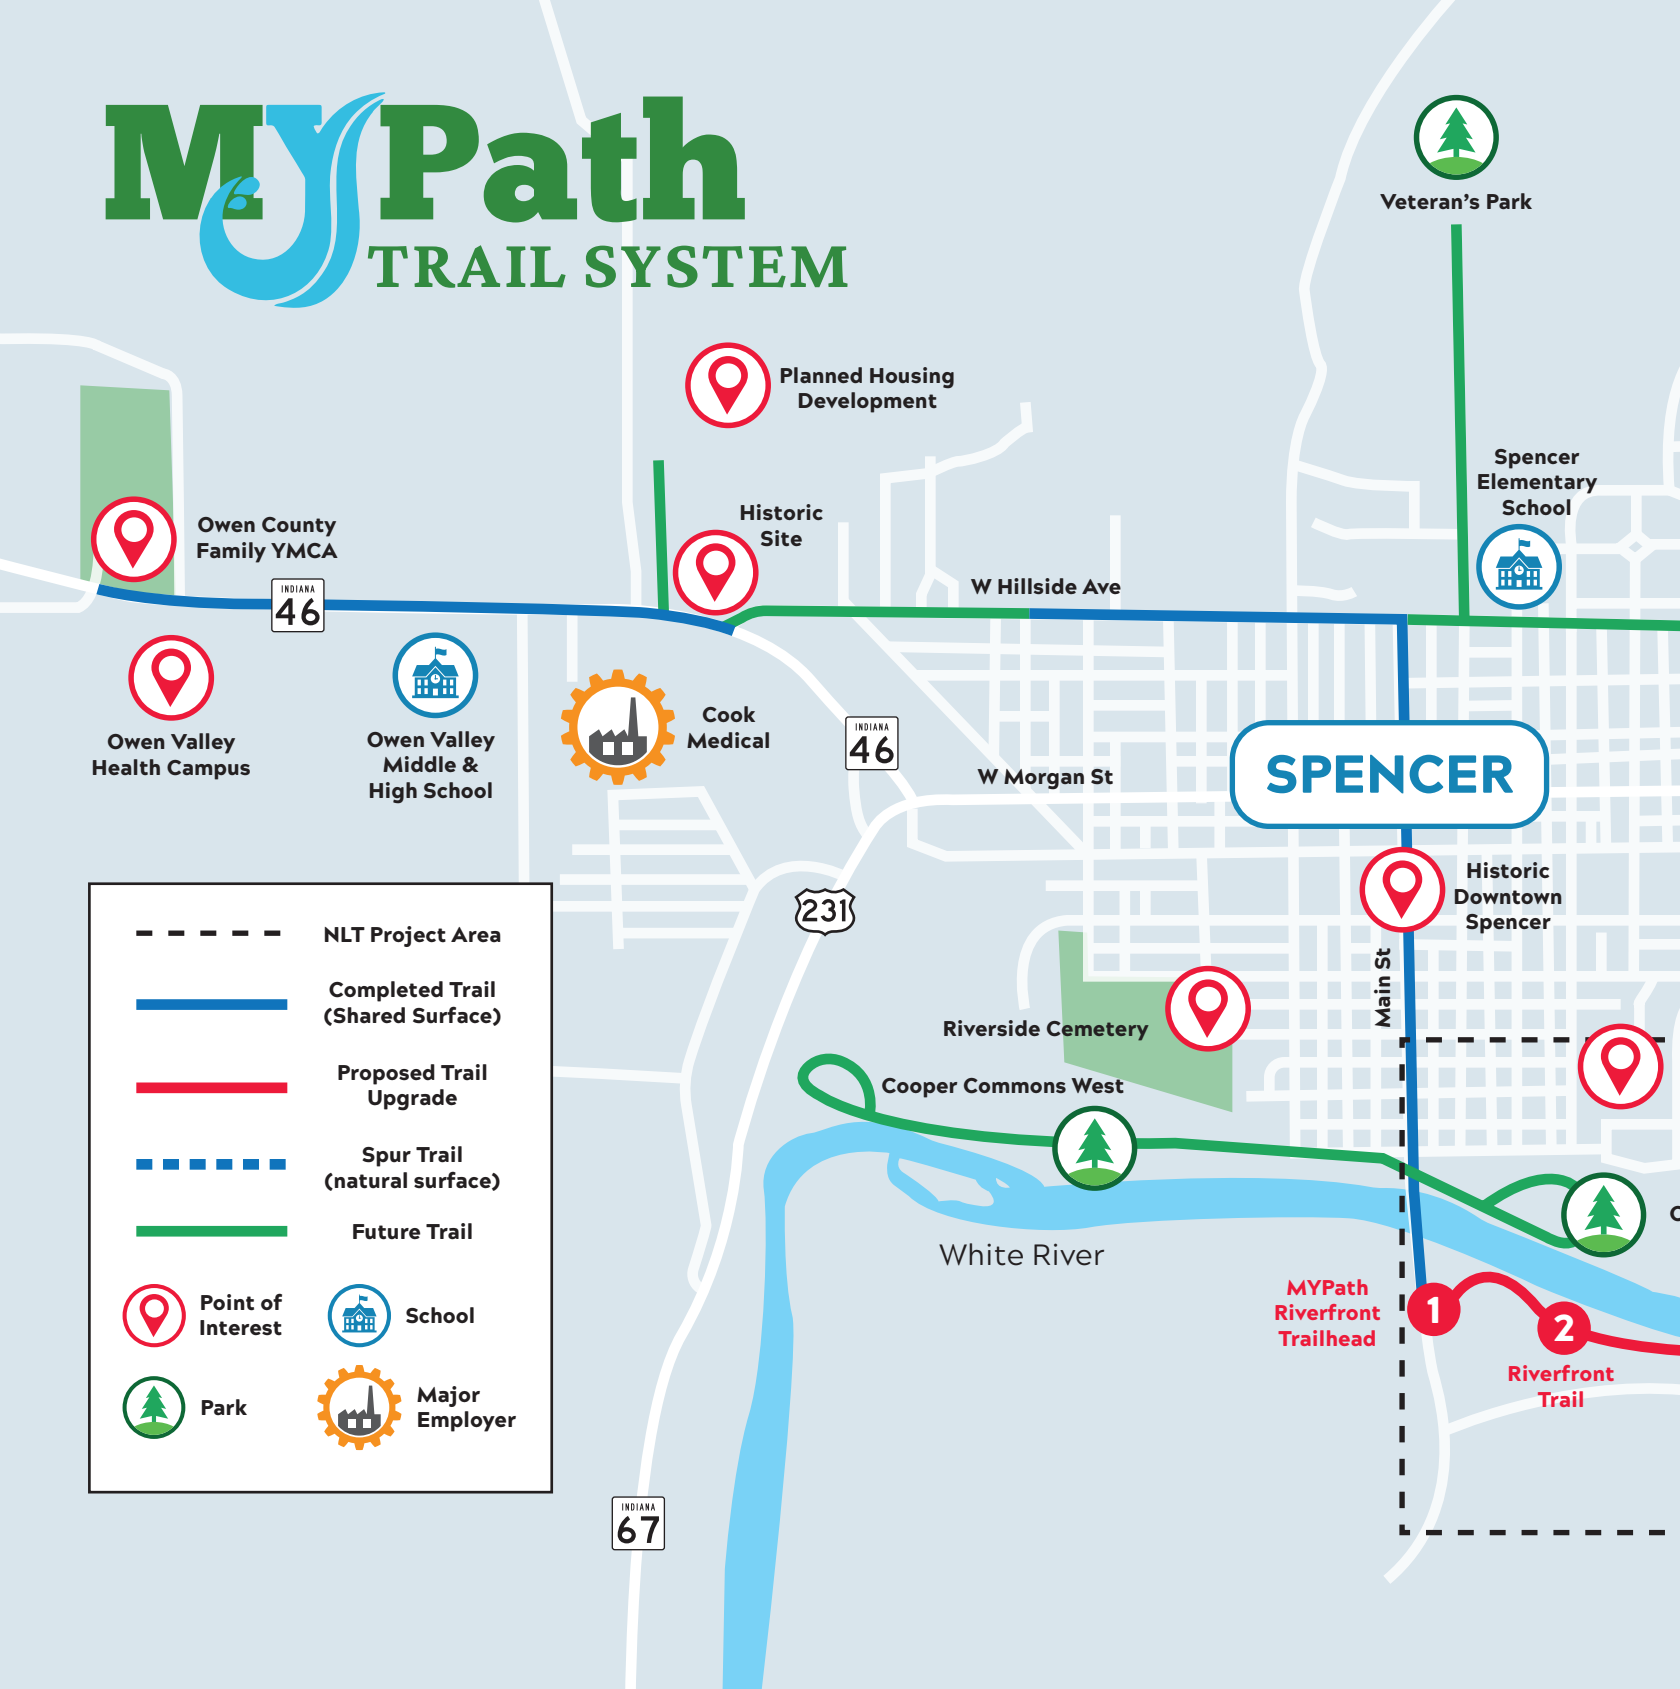 MYPath
TRAIL SYSTEM
Veteran's Park
Planned Housing
Development
Spencer
Elementary
School
Historic
Site
Owen County
Family YMCA
INDIANA
46
W Hillside Ave
Owen Valley
Health Campus
Owen Valley
Middle &
High School
Cook
Medical
INDIANA
46
W Morgan St
SPENCER
Historic
Downtown
Spencer
231
Main St
Riverside Cemetery
Cooper Commons West
White River
MYPath
Riverfront
Trailhead
1
2
Riverfront
Trail
NLT Project Area
Completed Trail
(Shared Surface)
Proposed Trail
Upgrade
Spur Trail
(natural surface)
Future Trail
Point of
Interest
School
Park
Major
Employer
INDIANA
67